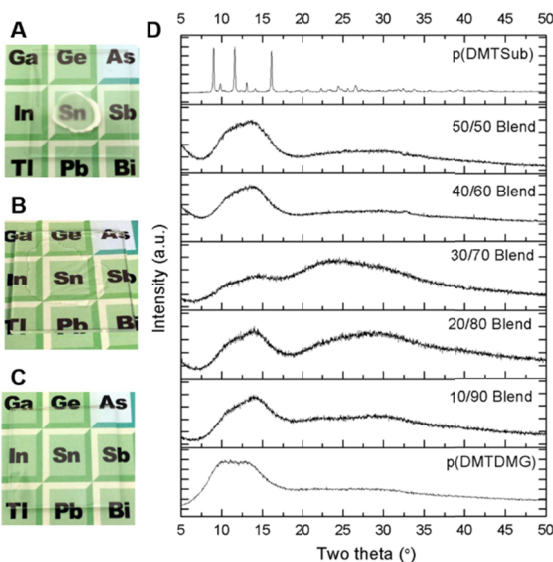 A
Ga Ge As
In Sn Sb
Tl Pb Bi
B
Ga Ge As
In Sn Sb
Tl Pb Bi
C
Ga Ge As
In Sn Sb
Tl Pb Bi
D
5 10 15 20 25 30 35 40 45 50
p(DMTSub)
50/50 Blend
40/60 Blend
30/70 Blend
20/80 Blend
10/90 Blend
p(DMTDMG)
Intensity (a.u.)
5 10 15 20 25 30 35 40 45 50
Two theta (°)